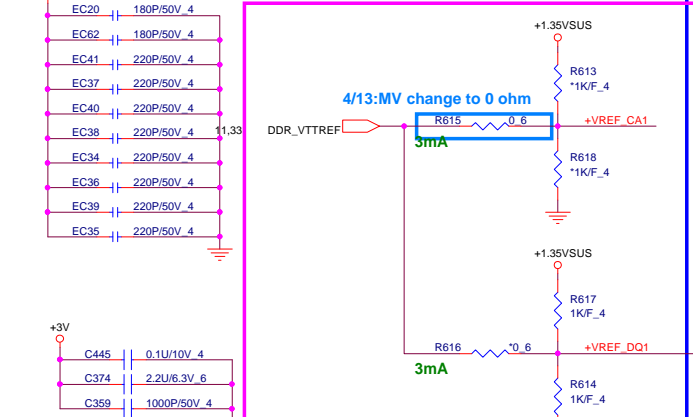 EC20 180P/50V_4
EC62 180P/50V_4
EC41 220P/50V_4
EC37 220P/50V_4
EC40 220P/50V_4
EC38 220P/50V_4
EC34 220P/50V_4
EC36 220P/50V_4
EC39 220P/50V_4
EC35 220P/50V_4
+3V
C445 0.1U/10V_4
C374 2.2U/6.3V_6
C359 1000P/50V_4
+1.35VSUS
R613
*1K/F_4
4/13:MV change to 0 ohm
11,33 DDR_VTTREF R615 0_6 +VREF_CA1
3mA
R618
*1K/F_4
+1.35VSUS
R617
1K/F_4
R616 *0_6 +VREF_DQ1
3mA
R614
1K/F_4